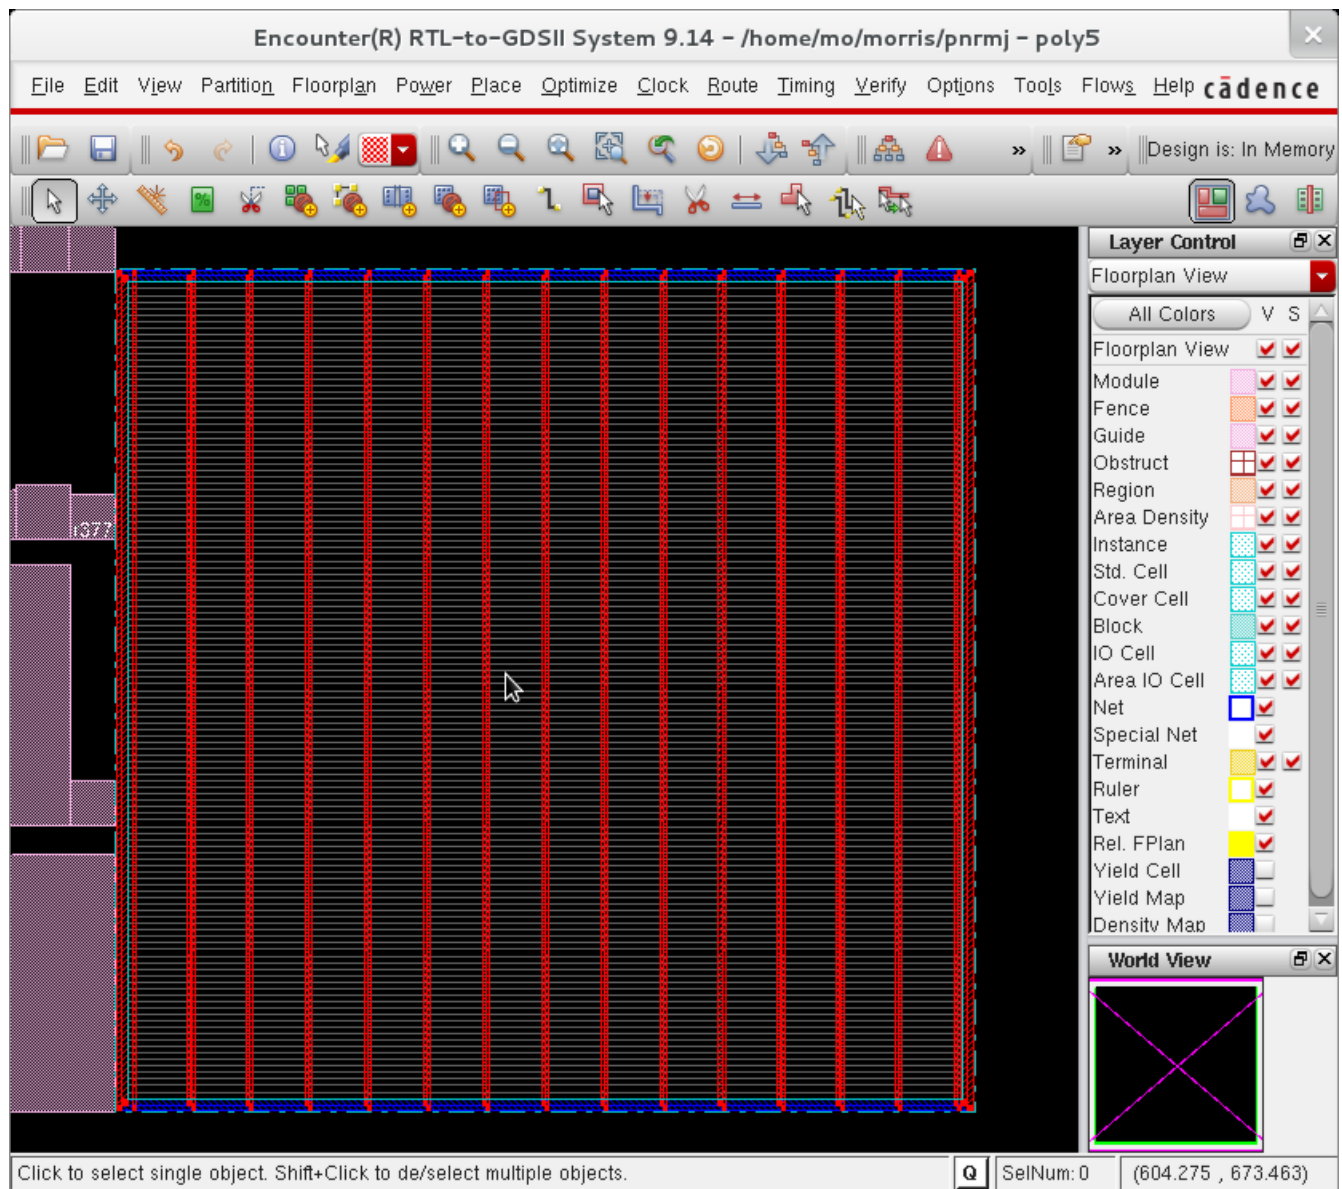 Encounter(R) RTL-to-GDSII System 9.14 - /home/mo/morris/pnrmj - poly5
File Edit View Partition Floorplan Power Place Optimize Clock Route Timing Verify Options Tools Flows Help cādence
» » Design is: In Memory
Layer Control
Floorplan View
All Colors V S
Floorplan View
Module
Fence
Guide
Obstruct
Region
Area Density
Instance
Std. Cell
Cover Cell
Block
IO Cell
Area IO Cell
Net
Special Net
Terminal
Ruler
Text
Rel. FPlan
Yield Cell
Yield Map
Density Map
World View
Click to select single object. Shift+Click to de/select multiple objects.
Q
SelNum: 0
(604.275 , 673.463)